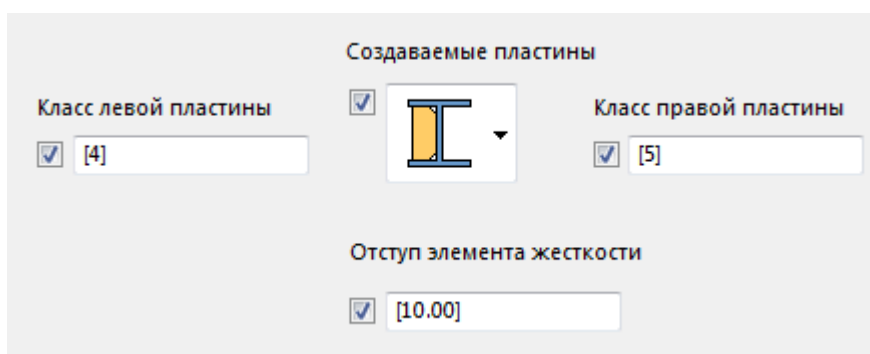 Создаваемые пластины
Класс левой пластины
Класс правой пластины
[4]
[5]
Отступ элемента жесткости
[10.00]